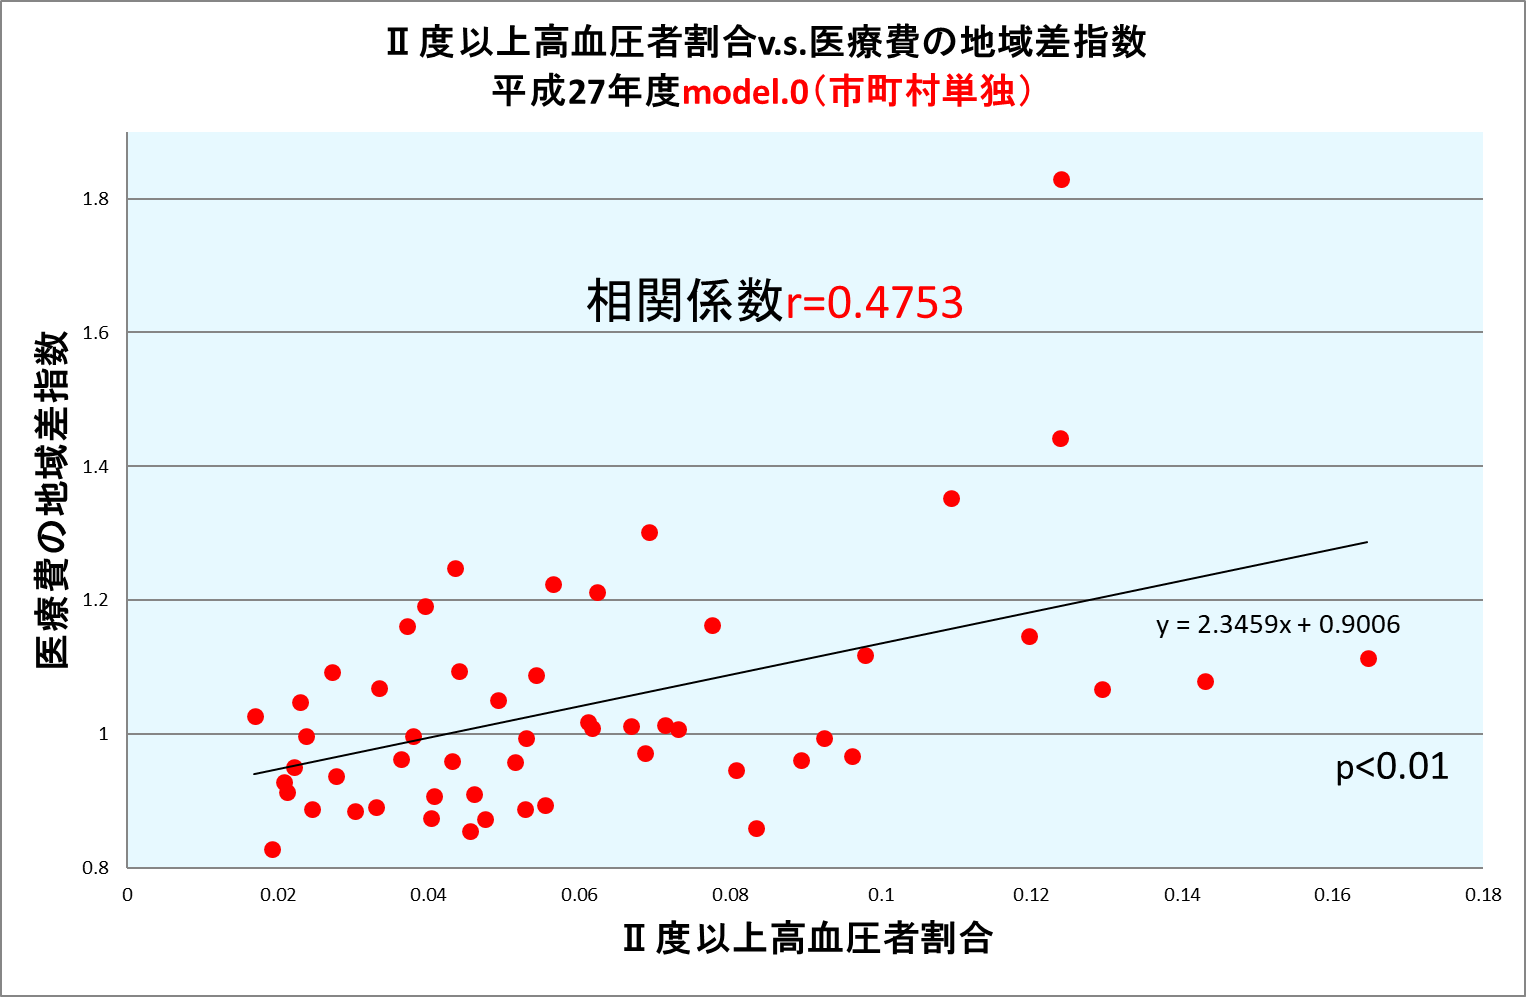 Ⅱ度以上高血圧者割合v.s.医療費の地域差指数
平成27年度model.0(市町村単独)
1.8
1.6
1.4
1.2
1
0.8
相関係数r=0.4753
y = 2.3459x + 0.9006
p<0.01
医療費の地域差指数
0
0.02
0.04
0.06
0.08
0.1
0.12
0.14
0.16
0.18
Ⅱ度以上高血圧者割合